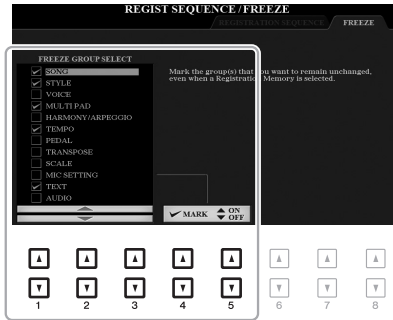 REGIST SEQUENCE / FREEZE
REGISTRATION SEQUENCE
FREEZE
FREEZE GROUP SELECT
SONG
STYLE
VOICE
MULTI PAD
HARMONY/ARPEGGIO
TEMPO
PEDAL
TRANSPOSE
SCALE
MIC SETTING
TEXT
AUDIO
Mark the group(s) that you want to remain unchanged,
even when a Registration Memory is selected.
MARK
ON
OFF
1 2 3 4 5 6 7 8